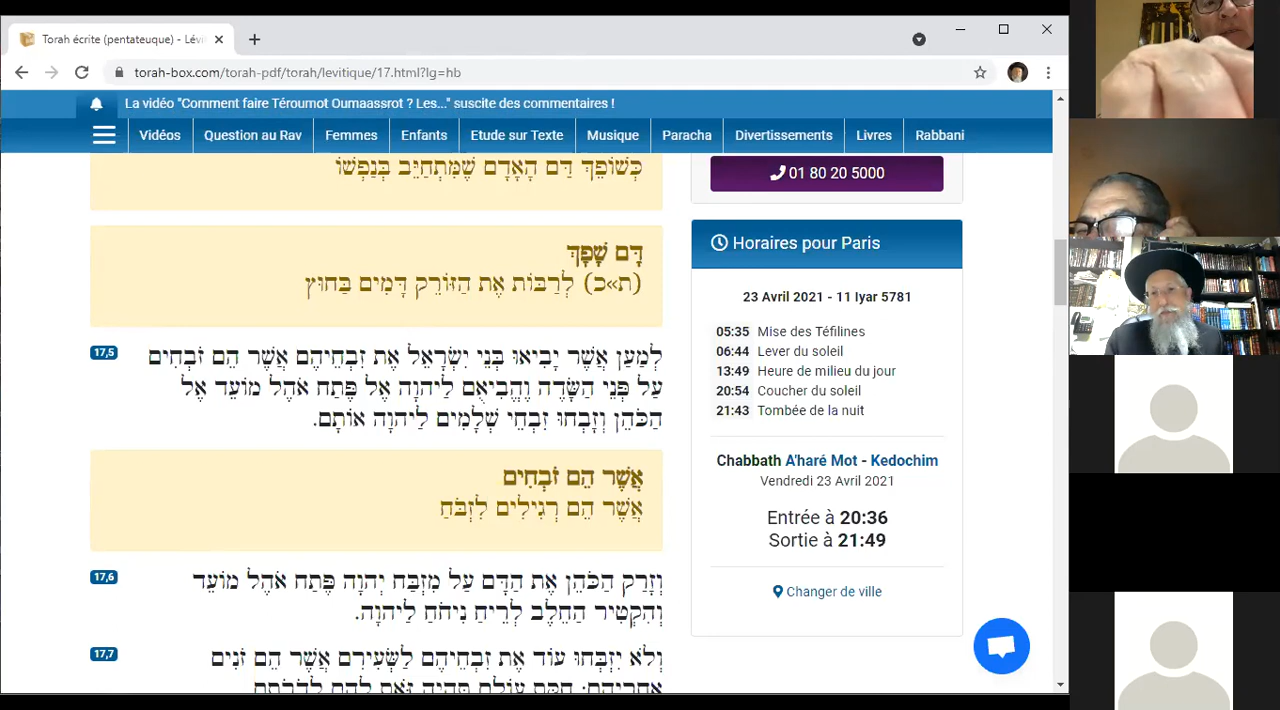 Torah écrite (pentateuque) - Lévi
torah-box.com/torah-pdf/torah/levitique/17.html?lg=hb
La vidéo "Comment faire Téroumot Oumaassrot ? Les..." suscite des commentaires !
Vidéos
Question au Rav
Femmes
Enfants
Etude sur Texte
Musique
Paracha
Divertissements
Livres
Rabbani
כְּשׁוֹפֵךְ דַּם הָאָדָם שֶׁמִּתְחַיֵּב בְּנַפְשׁוֹ
דָּם שָׁפָךְ
(ת»כ) לְרַבּוֹת אֶת הַזּוֹרֵק דָּמִים בַּחוּץ
17,5
לְמַעַן אֲשֶׁר יָבִיאוּ בְּנֵי יִשְׂרָאֵל אֶת זִבְחֵיהֶם אֲשֶׁר הֵם זֹבְחִים
עַל פְּנֵי הַשָּׂדֶה וֶהֱבִיאֻם לַיהוָה אֶל פֶּתַח אֹהֶל מוֹעֵד אֶל
הַכֹּהֵן וְזָבְחוּ זִבְחֵי שְׁלָמִים לַיהוָה אוֹתָם.
אֲשֶׁר הֵם זֹבְחִים
אֲשֶׁר הֵם רְגִילִים לִזְבֹּחַ
17,6
וְזָרַק הַכֹּהֵן אֶת הַדָּם עַל מִזְבַּח יְהוָה פֶּתַח אֹהֶל מוֹעֵד
וְהִקְטִיר הַחֵלֶב לְרֵיחַ נִיחֹחַ לַיהוָה.
17,7
וְלֹא יִזְבְּחוּ עוֹד אֶת זִבְחֵיהֶם לַשְּׂעִירִם אֲשֶׁר הֵם זֹנִים
אַחֲרֵיהֶם חֻקַּת עוֹלָם תִּהְיֶה זֹּאת לָהֶם לְדֹרֹתָם
01 80 20 5000
Horaires pour Paris
23 Avril 2021 - 11 Iyar 5781
05:35 Mise des Téfilines
06:44 Lever du soleil
13:49 Heure de milieu du jour
20:54 Coucher du soleil
21:43 Tombée de la nuit
Chabbath A'haré Mot - Kedochim
Vendredi 23 Avril 2021
Entrée à 20:36
Sortie à 21:49
Changer de ville